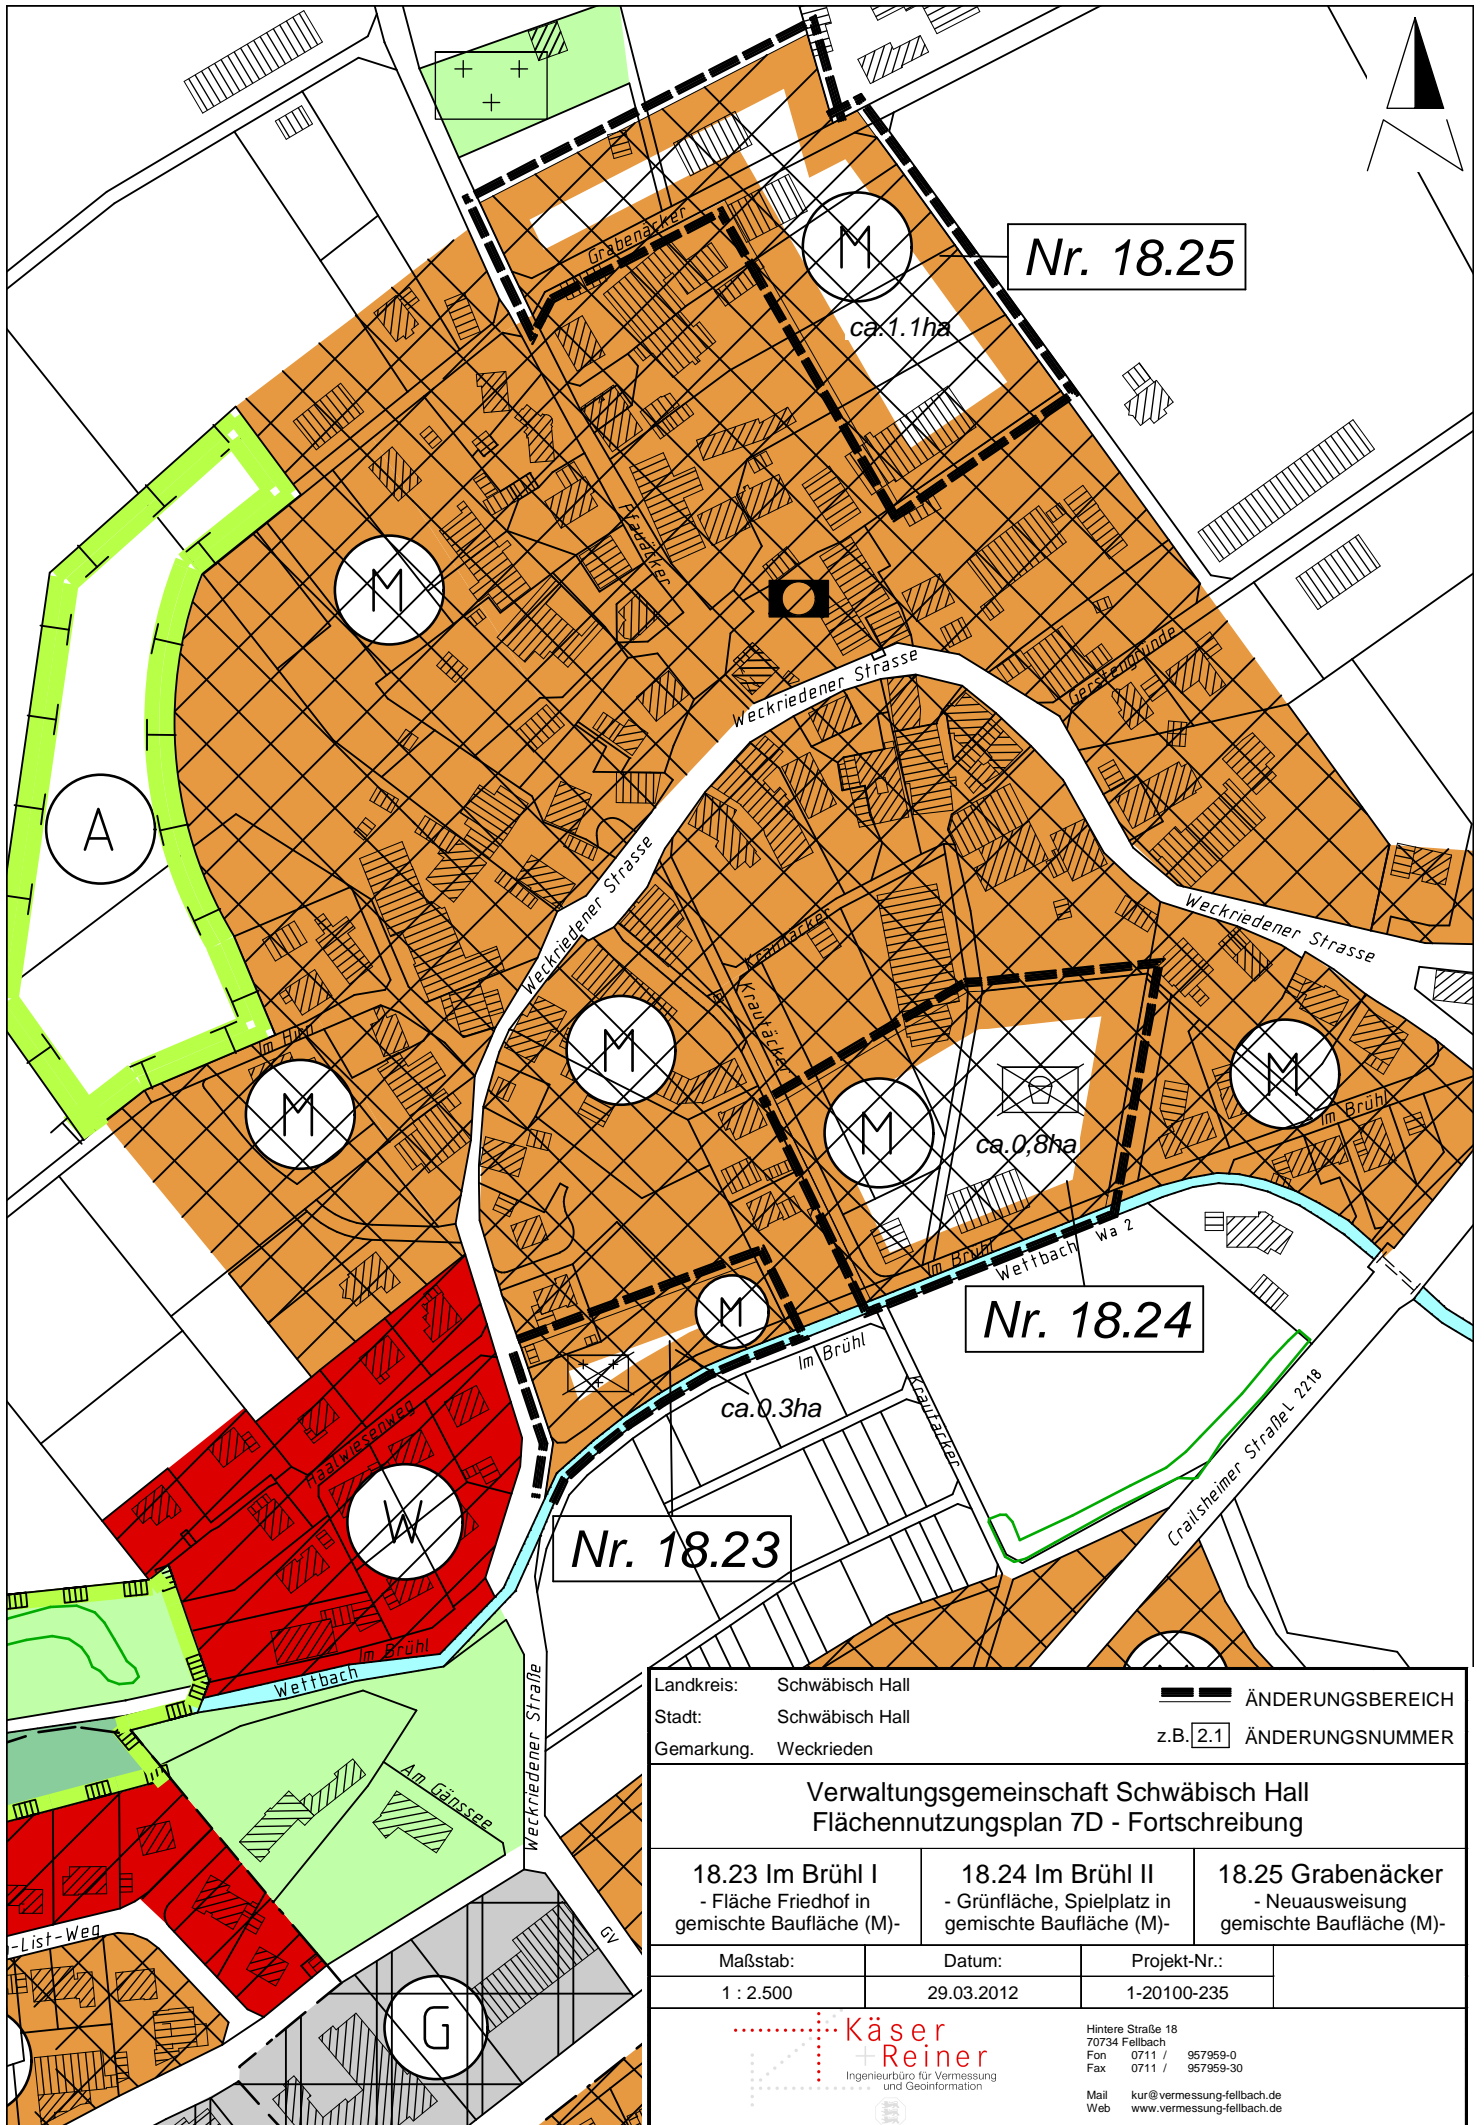 Nr. 18.25
Grabenäcker
M
ca.1.1ha
Pfaläcker
M
Weckriedener Strasse
Gerstengründe
A
Weckriedener Strasse
Weckriedener Strasse
Krautäcker
Krautäcker
Im Hirn
M
M
M
M
ca.0,8ha
Im Brühl
Im Brühl
Wettbach Wa 2
Nr. 18.24
M
Im Brühl
ca.0.3ha
Krautäcker
Crailsheimer Straße L 2218
Haalwiesenweg
W
Nr. 18.23
Im Brühl
Wettbach
Weckriedener Straße
Am Gänssee
-List-Weg
GV
G
Landkreis: Schwäbisch Hall
Stadt: Schwäbisch Hall
Gemarkung. Weckrieden
ÄNDERUNGSBEREICH
z.B. 2.1 ÄNDERUNGSNUMMER
Verwaltungsgemeinschaft Schwäbisch Hall
Flächennutzungsplan 7D - Fortschreibung
18.23 Im Brühl I
- Fläche Friedhof in
gemischte Baufläche (M)-
18.24 Im Brühl II
- Grünfläche, Spielplatz in
gemischte Baufläche (M)-
18.25 Grabenäcker
- Neuausweisung
gemischte Baufläche (M)-
Maßstab: Datum: Projekt-Nr.:
1 : 2.500 29.03.2012 1-20100-235
Käser
Reiner
Ingenieurbüro für Vermessung
und Geoinformation
Hintere Straße 18
70734 Fellbach
Fon 0711 / 957959-0
Fax 0711 / 957959-30
Mail kur@vermessung-fellbach.de
Web www.vermessung-fellbach.de